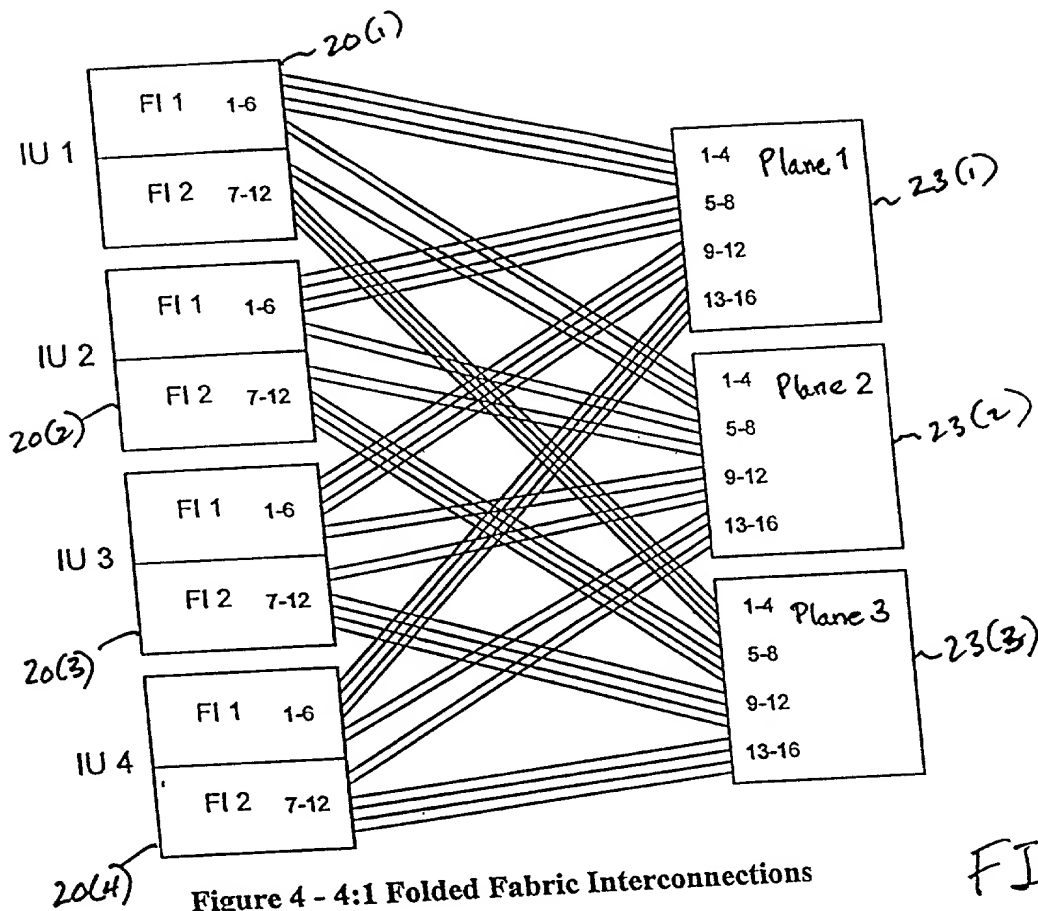 20(1)
IU 1
FI 1 1-6
FI 2 7-12
IU 2
FI 1 1-6
FI 2 7-12
20(2)
IU 3
FI 1 1-6
FI 2 7-12
20(3)
IU 4
FI 1 1-6
FI 2 7-12
20(4)
1-4 Plane 1
5-8
9-12
13-16
23(1)
1-4 Plane 2
5-8
9-12
13-16
23(2)
1-4 Plane 3
5-8
9-12
13-16
23(3)
Figure 4 - 4:1 Folded Fabric Interconnections
FI